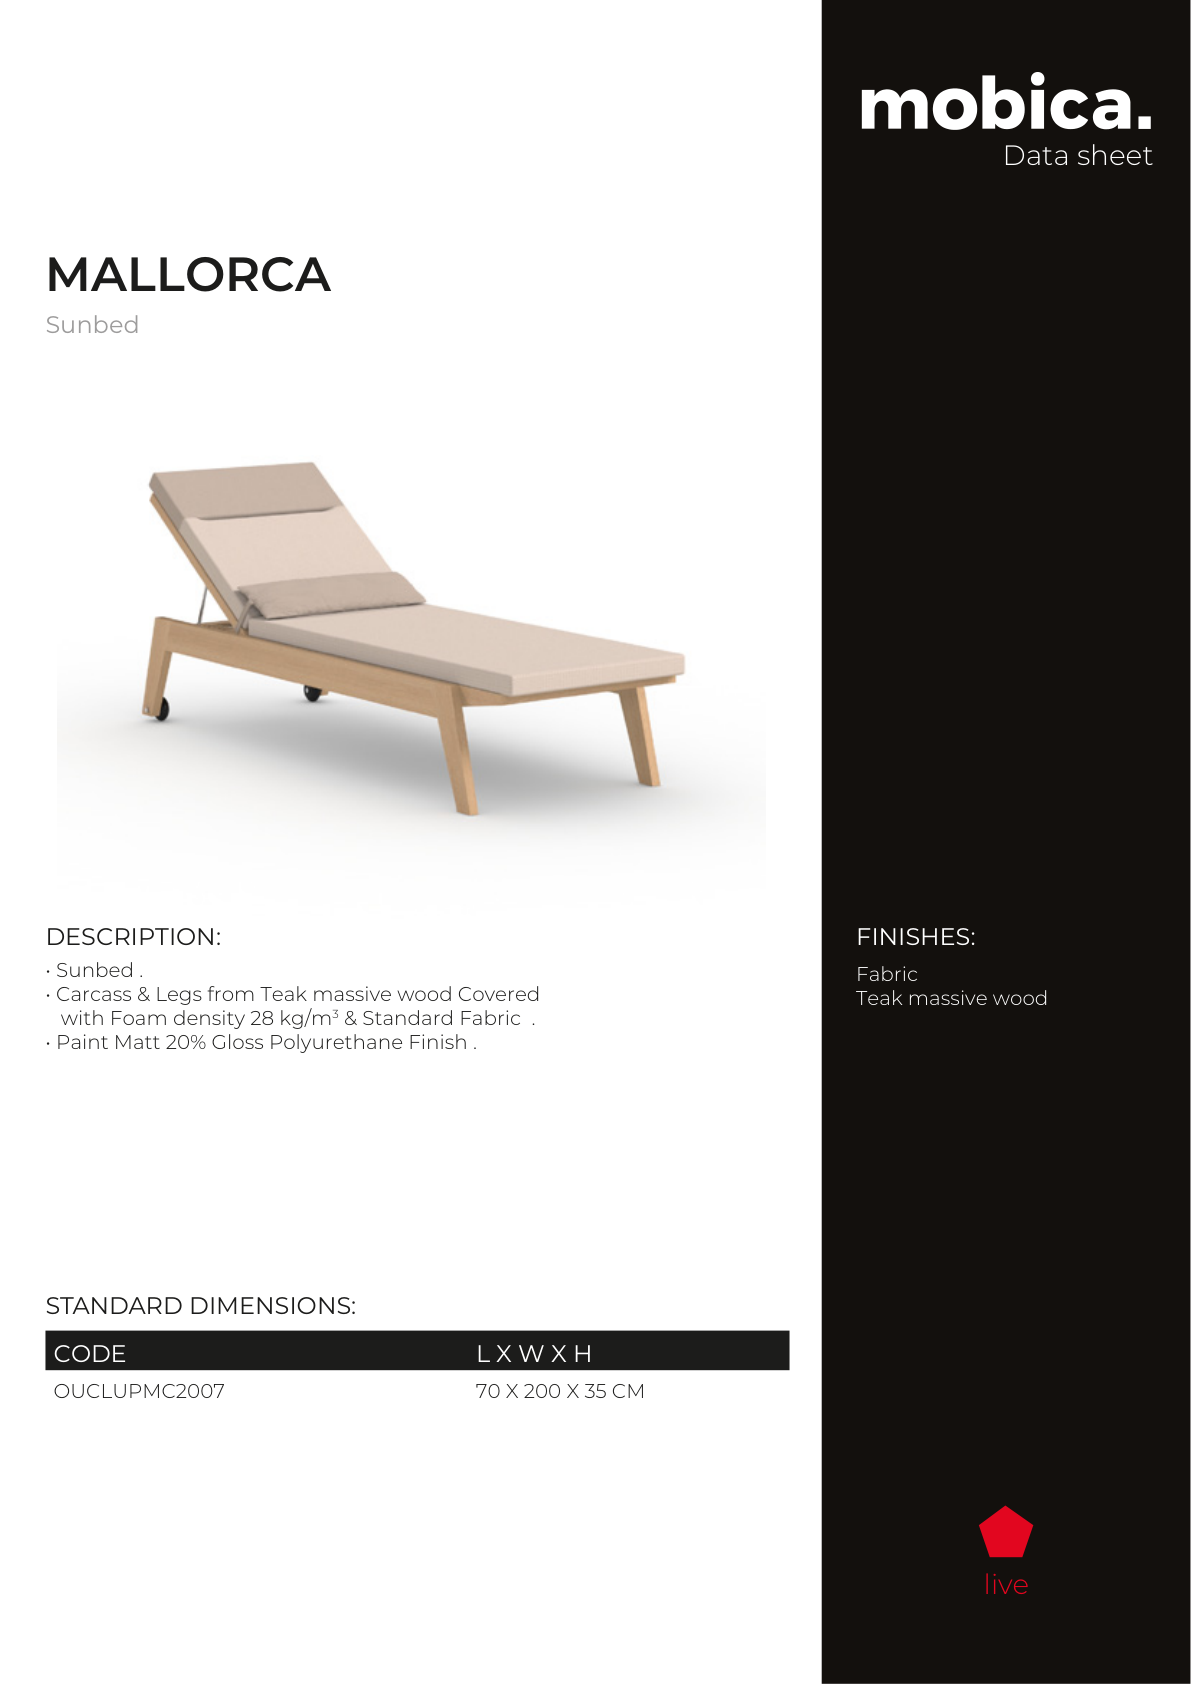 mobica.
Data sheet
MALLORCA
Sunbed
DESCRIPTION:
• Sunbed .
• Carcass & Legs from Teak massive wood Covered
with Foam density 28 kg/m³ & Standard Fabric .
• Paint Matt 20% Gloss Polyurethane Finish .
FINISHES:
Fabric
Teak massive wood
STANDARD DIMENSIONS:
CODE L X W X H
OUCLUPMC2007 70 X 200 X 35 CM
live